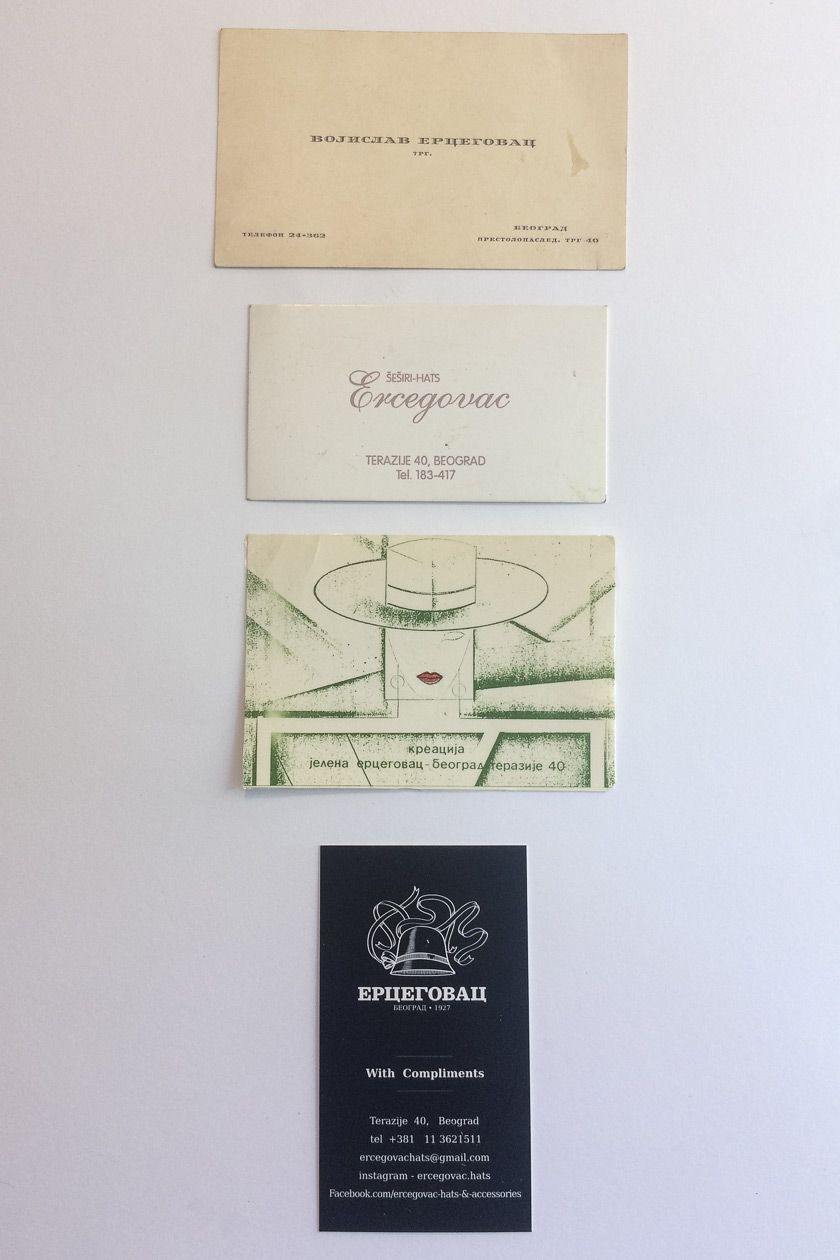 ВОЈИСЛАВ ЕРЦЕГОВАЦ
ТРГ.
ТЕЛЕФОН 24-362
БЕОГРАД
ПРЕСТОЛОНАСЛЕД. ТРГ 40
ŠEŠIRI-HATS
Ercegovac
TERAZIJE 40, BEOGRAD
Tel. 183-417
креација
јелена ерцеговац-београд теразије 40
ЕРЦЕГОВАЦ
БЕОГРАД • 1927
With Compliments
Terazije 40, Beograd
tel +381 11 3621511
ercegovachats@gmail.com
instagram - ercegovac.hats
Facebook.com/ercegovac-hats-&-accessories